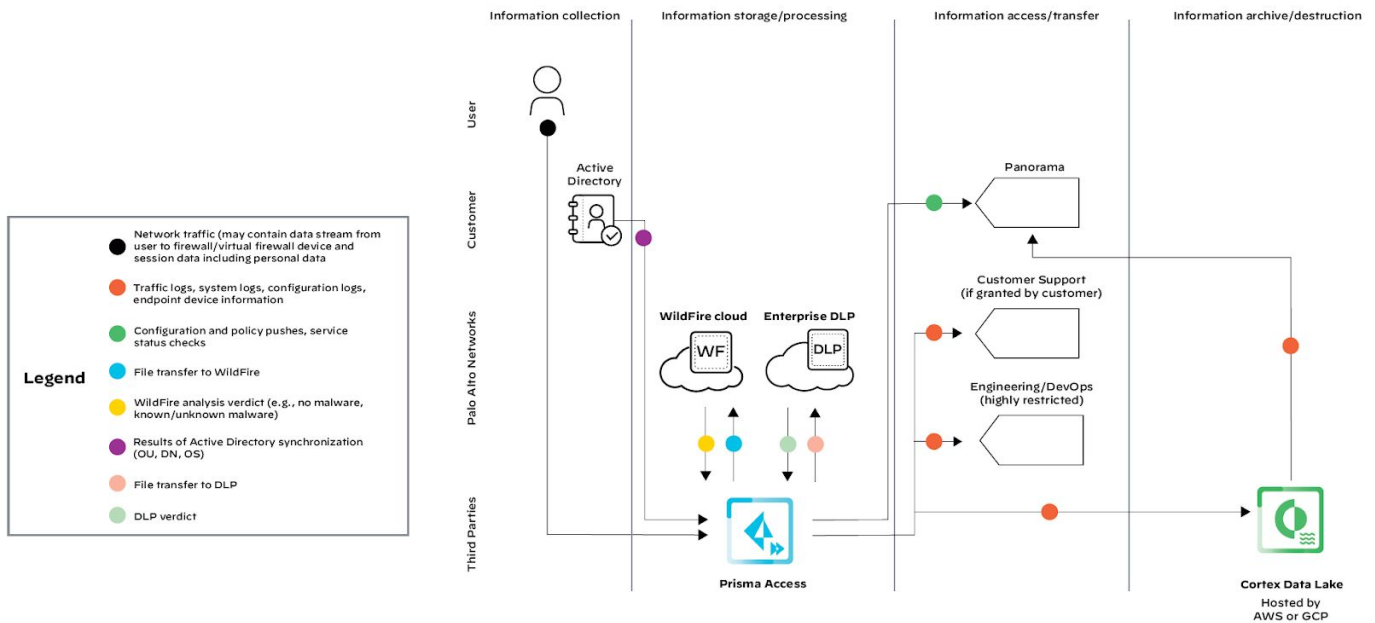 Information collection
Information storage/processing
Information access/transfer
Information archive/destruction
User
Customer
Palo Alto Networks
Third Parties
Active
Directory
Panorama
Customer Support
(if granted by customer)
WildFire cloud
Enterprise DLP
WF
DLP
Engineering/DevOps
(highly restricted)
Prisma Access
Cortex Data Lake
Hosted by
AWS or GCP
Legend
Network traffic (may contain data stream from
user to firewall/virtual firewall device and
session data including personal data
Traffic logs, system logs, configuration logs,
endpoint device information
Configuration and policy pushes, service
status checks
File transfer to WildFire
WildFire analysis verdict (e.g., no malware,
known/unknown malware)
Results of Active Directory synchronization
(OU, DN, OS)
File transfer to DLP
DLP verdict